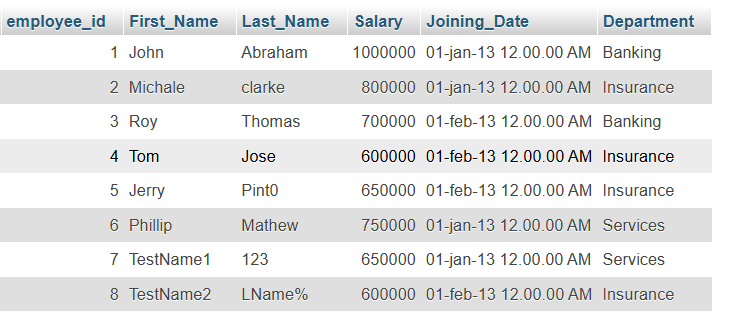 employee_id First_Name Last_Name Salary Joining_Date Department
1 John Abraham 1000000 01-jan-13 12.00.00 AM Banking
2 Michale clarke 800000 01-jan-13 12.00.00 AM Insurance
3 Roy Thomas 700000 01-feb-13 12.00.00 AM Banking
4 Tom Jose 600000 01-feb-13 12.00.00 AM Insurance
5 Jerry Pint0 650000 01-feb-13 12.00.00 AM Insurance
6 Phillip Mathew 750000 01-jan-13 12.00.00 AM Services
7 TestName1 123 650000 01-jan-13 12.00.00 AM Services
8 TestName2 LName% 600000 01-feb-13 12.00.00 AM Insurance